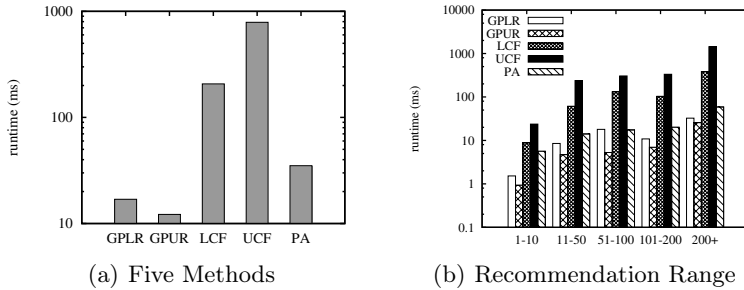 1000
100
10
runtime (ms)
GPLR GPUR LCF UCF PA
(a) Five Methods
10000
1000
100
10
1
0.1
runtime (ms)
GPLR
GPUR
LCF
UCF
PA
1-10 11-50 51-100 101-200 200+
(b) Recommendation Range